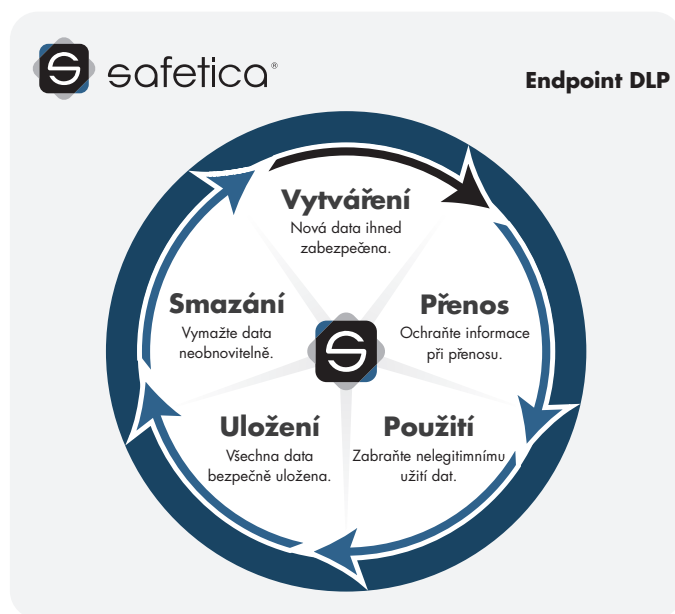 safetica®
Endpoint DLP
Vytváření
Nová data ihned
zabezpečena.
Smazání
Vymažte data
neobnovitelně.
Přenos
Ochraňte informace
při přenosu.
Uložení
Všechna data
bezpečně uložena.
Použití
Zabraňte nelegitimnímu
užití dat.